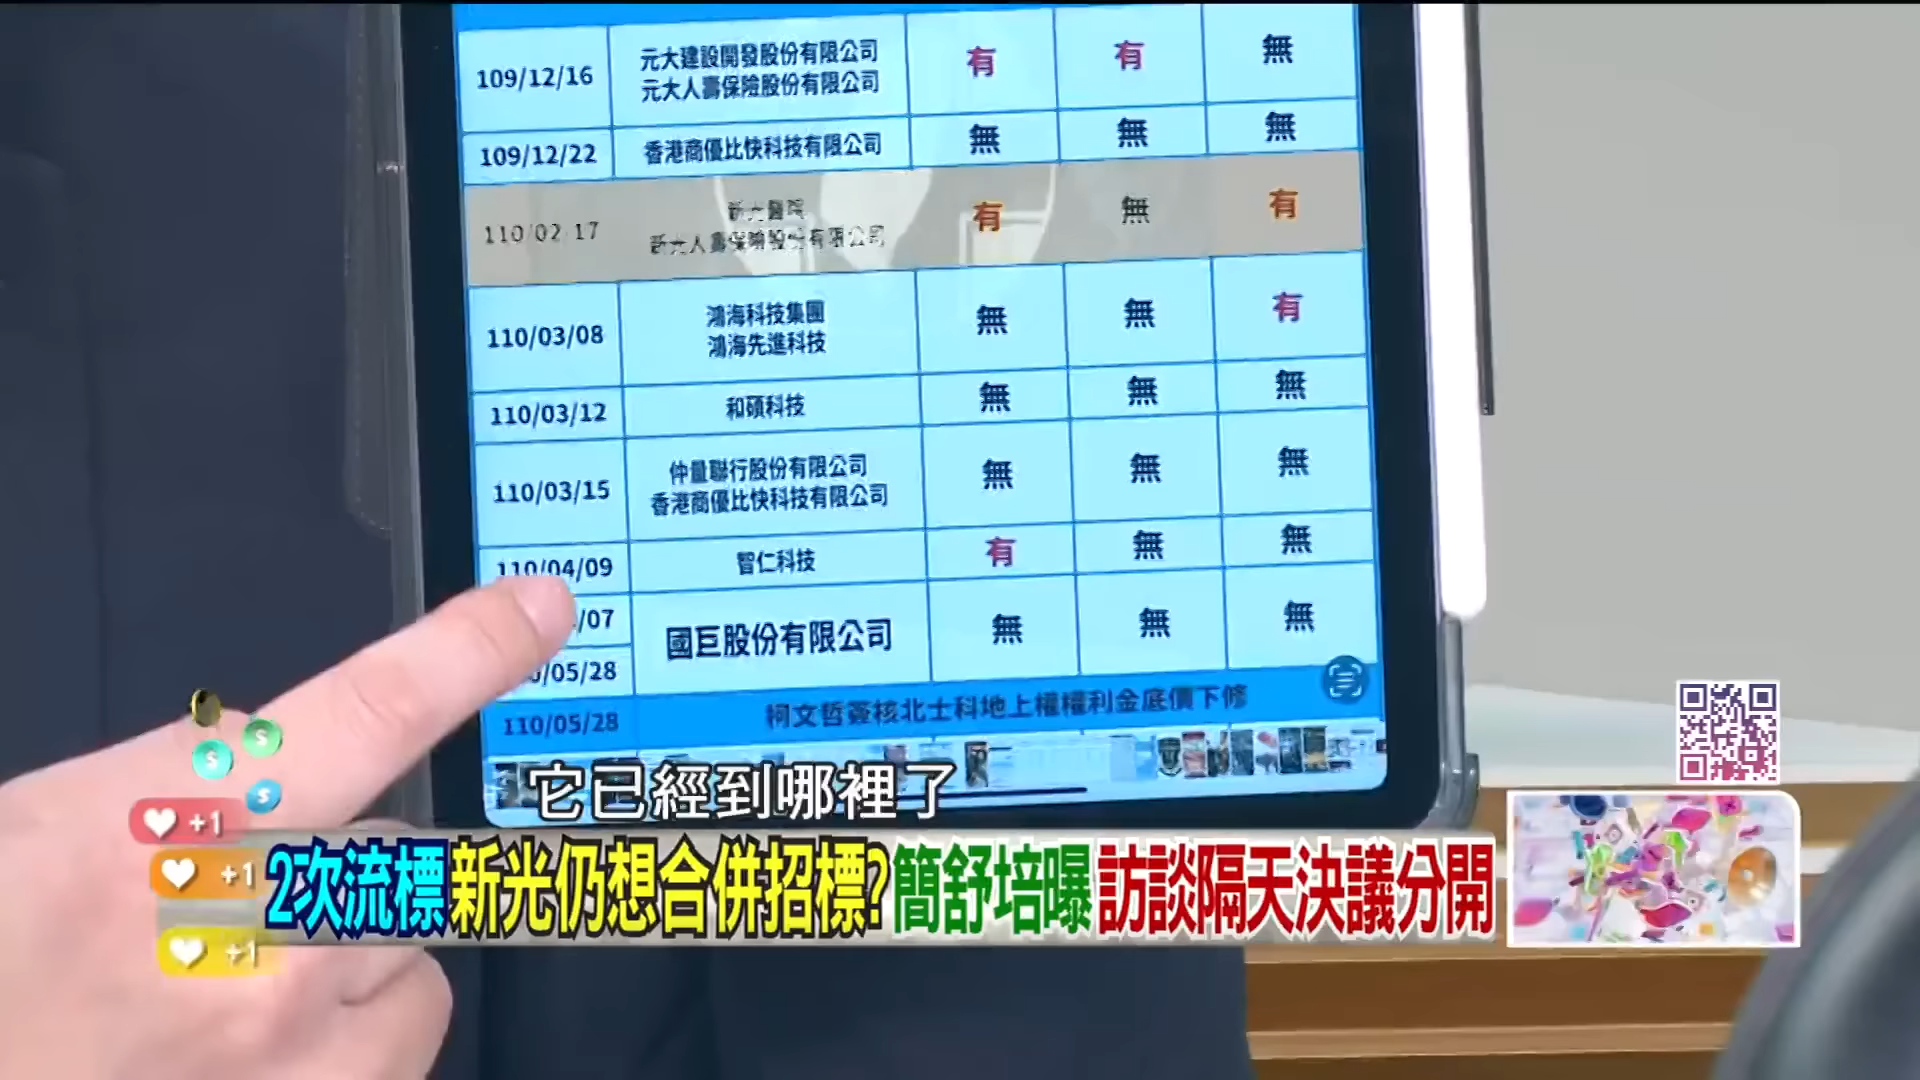 109/12/16 元大建設開發股份有限公司 有 有 無
元大人壽保險股份有限公司
109/12/22 香港商優比快科技有限公司 無 無 無
110/02/17 新光醫院 有 無 有
新光人壽保險股份有限公司
110/03/08 鴻海科技集團 無 無 有
鴻海先進科技
110/03/12 和碩科技 無 無 無
110/03/15 仲量聯行股份有限公司 無 無 無
香港商優比快科技有限公司
110/04/09 智仁科技 有 無 無
/07 國巨股份有限公司 無 無 無
/05/28
110/05/28 柯文哲簽核北士科地上權權利金底價下修
它已經到哪裡了
+1
+1
+1
2次流標 新光仍想合併招標? 簡舒培曝 訪談隔天決議分開